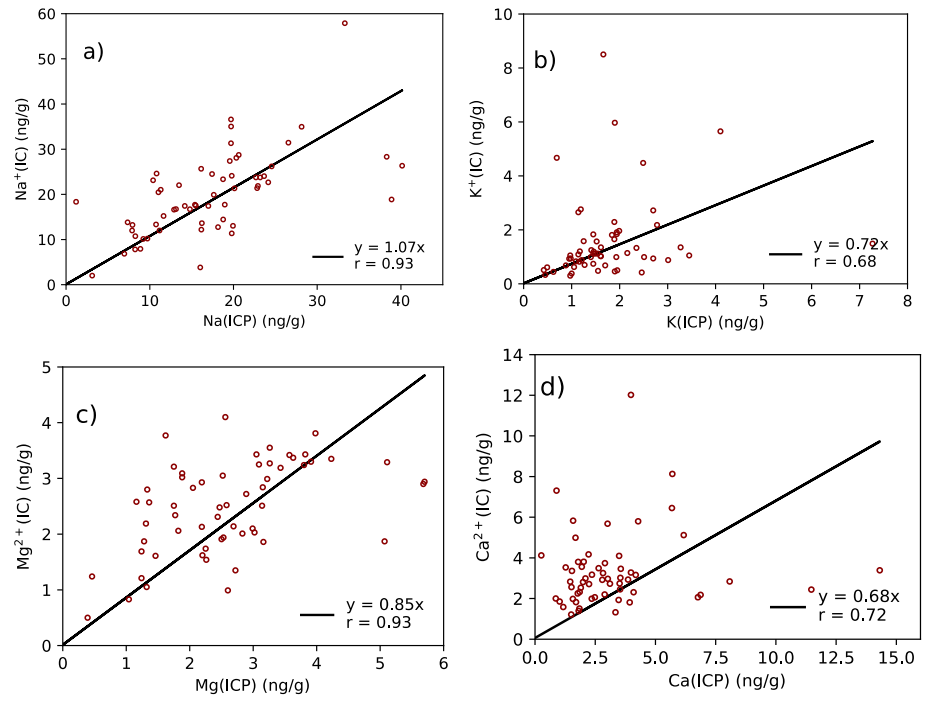 a)
60
50
40
30
20
10
0
Na⁺(IC) (ng/g)
0 10 20 30 40
Na(ICP) (ng/g)
y = 1.07x
r = 0.93
b)
10
8
6
4
2
0
K⁺(IC) (ng/g)
0 1 2 3 4 5 6 7 8
K(ICP) (ng/g)
y = 0.72x
r = 0.68
c)
5
4
3
2
1
0
Mg²⁺(IC) (ng/g)
0 1 2 3 4 5 6
Mg(ICP) (ng/g)
y = 0.85x
r = 0.93
d)
14
12
10
8
6
4
2
0
Ca²⁺(IC) (ng/g)
0.0 2.5 5.0 7.5 10.0 12.5 15.0
Ca(ICP) (ng/g)
y = 0.68x
r = 0.72